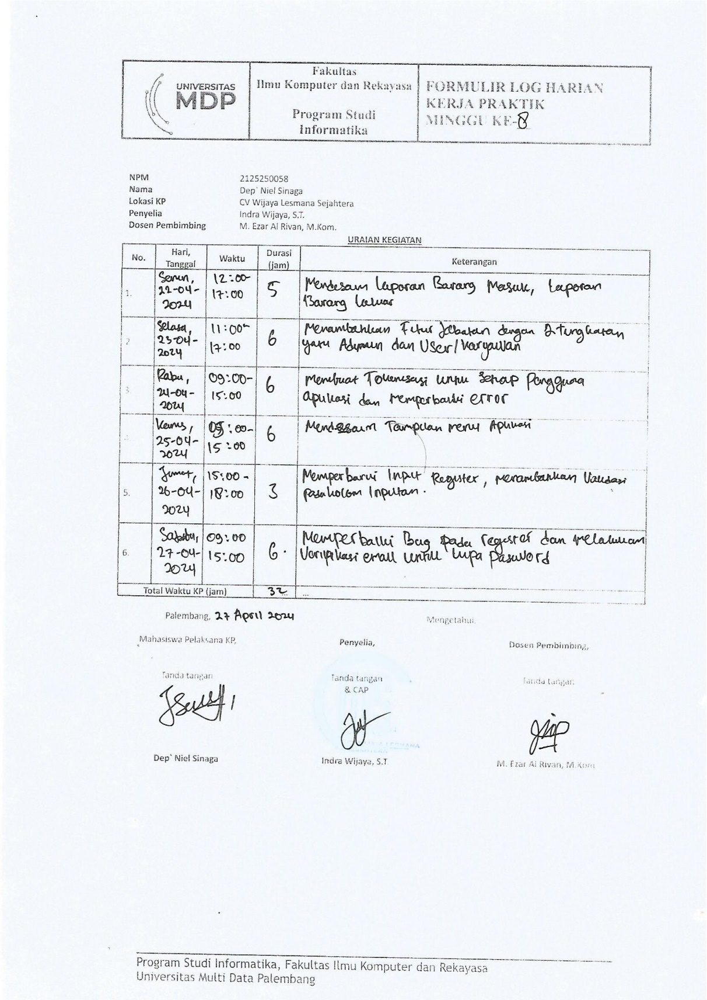 UNIVERSITAS
MDP
Fakultas
Ilmu Komputer dan Rekayasa
Program Studi
Informatika
FORMULIR LOG HARIAN
KERJA PRAKTIK
MINGGU KE-8
NPM 2125250058
Nama Dep` Niel Sinaga
Lokasi KP CV Wijaya Lesmana Sejahtera
Penyelia Indra Wijaya, S.T.
Dosen Pembimbing M. Ezar Al Rivan, M.Kom.
URAIAN KEGIATAN
No. Hari, Tanggal Waktu Durasi (jam) Keterangan
1. Senin, 22-04-2024 12:00-17:00 5 Mendesain Laporan Barang Masuk, Laporan
Barang Keluar
2 Selasa, 23-04-2024 11:00-17:00 6 Menambahkan Fitur Jabatan dengan 2 tingkatan
yaitu Admin dan User/Karyawan
3. Rabu, 24-04-2024 09:00-15:00 6 Membuat Tokenisasi untuk Setiap Pengguna
aplikasi dan memperbaiki error
4. Kamis, 25-04-2024 09:00-15:00 6 Mendesain Tampilan menu Aplikasi
5. Jumat, 26-04-2024 15:00-18:00 3 Memperbarui Input Register, menambahkan Validasi
pada kolom Inputan.
6. Sabtu, 27-04-2024 09:00 15:00 6. Memperbaiki Bug pada register dan melakukan
Verifikasi email untuk lupa Password
Total Waktu KP (jam) 32 ...
Palembang, 27 April 2024
Mengetahui,
Mahasiswa Pelaksana KP, Penyelia, Dosen Pembimbing,
Tanda tangan Tanda tangan Tanda tangan
& CAP
Dep` Niel Sinaga Indra Wijaya, S.T. M. Ezar Al Rivan, M.Kom
Program Studi Informatika, Fakultas Ilmu Komputer dan Rekayasa
Universitas Multi Data Palembang